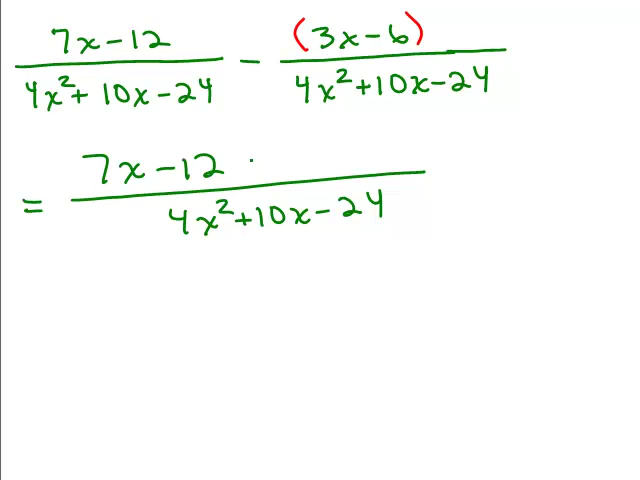 7x-12 / 4x²+10x-24 - (3x-6) / 4x²+10x-24
= 7x-12 / 4x²+10x-24